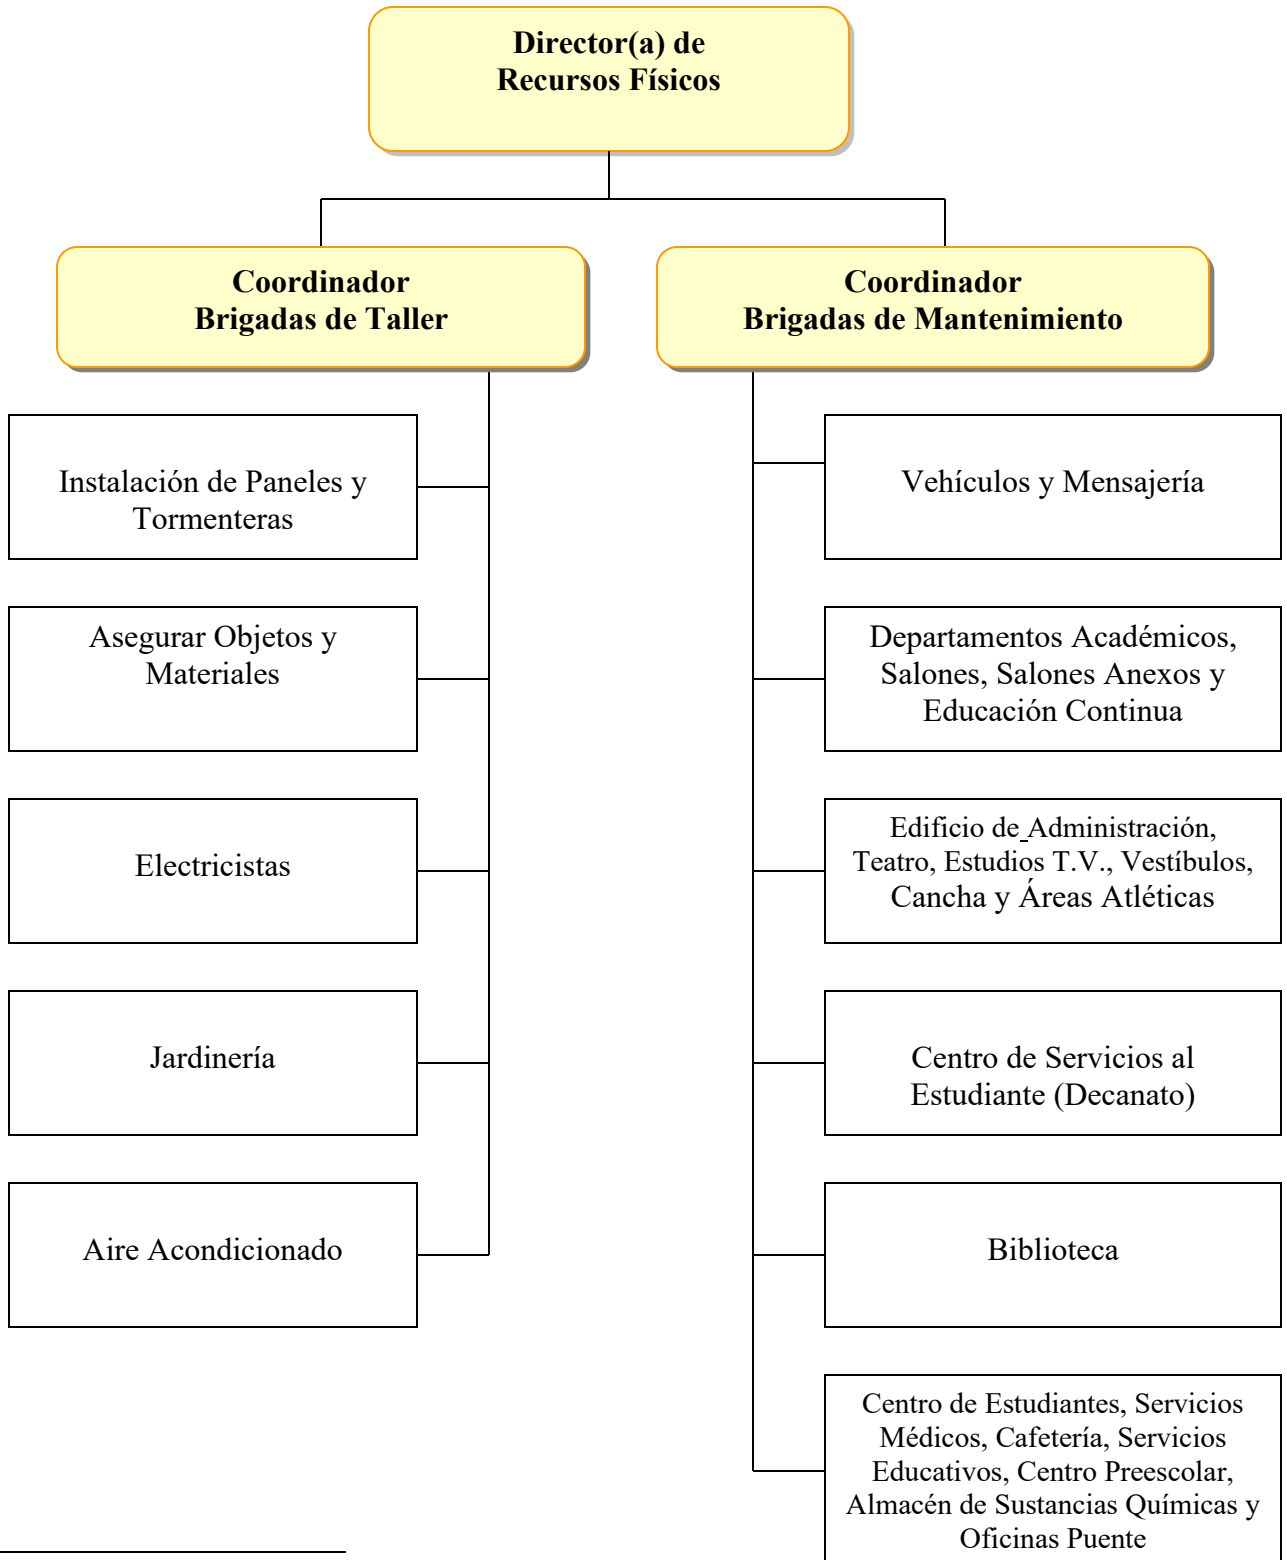 Director(a) de
Recursos Físicos
Coordinador
Brigadas de Taller
Coordinador
Brigadas de Mantenimiento
Instalación de Paneles y
Tormenteras
Vehículos y Mensajería
Asegurar Objetos y
Materiales
Departamentos Académicos,
Salones, Salones Anexos y
Educación Continua
Electricistas
Edificio de Administración,
Teatro, Estudios T.V., Vestíbulos,
Cancha y Áreas Atléticas
Jardinería
Centro de Servicios al
Estudiante (Decanato)
Aire Acondicionado
Biblioteca
Centro de Estudiantes, Servicios
Médicos, Cafetería, Servicios
Educativos, Centro Preescolar,
Almacén de Sustancias Químicas y
Oficinas Puente